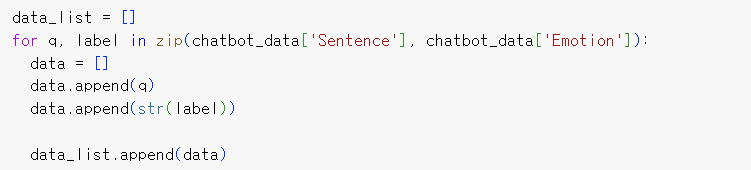 data_list = []
for q, label in zip(chatbot_data['Sentence'], chatbot_data['Emotion']):
  data = []
  data.append(q)
  data.append(str(label))

  data_list.append(data)